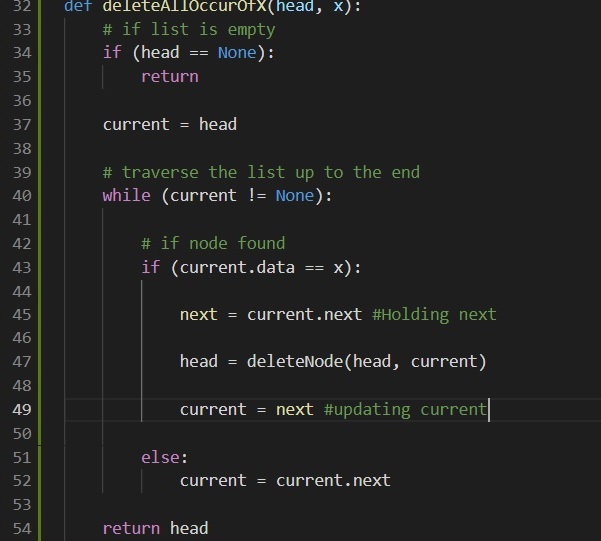 32 def deleteAllOccurOfX(head, x):
33 # if list is empty
34 if (head == None):
35 return
36
37 current = head
38
39 # traverse the list up to the end
40 while (current != None):
41
42 # if node found
43 if (current.data == x):
44
45 next = current.next #Holding next
46
47 head = deleteNode(head, current)
48
49 current = next #updating current
50
51 else:
52 current = current.next
53
54 return head